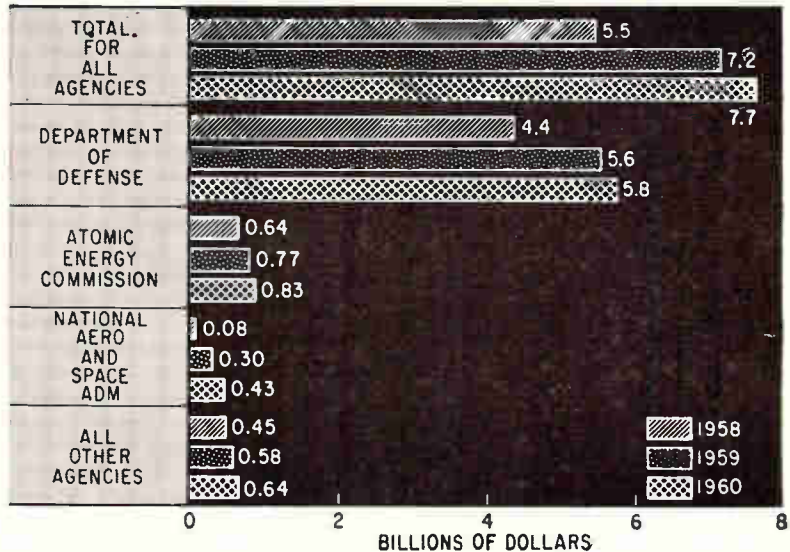 TOTAL.
FOR
ALL
AGENCIES
5.5
7.2
7.7
DEPARTMENT
OF
DEFENSE
4.4
5.6
5.8
ATOMIC
ENERGY
COMMISSION
0.64
0.77
0.83
NATIONAL
AERO
AND
SPACE
ADM
0.08
0.30
0.43
ALL
OTHER
AGENCIES
0.45
0.58
0.64
1958
1959
1960
0 2 4 6 8
BILLIONS OF DOLLARS